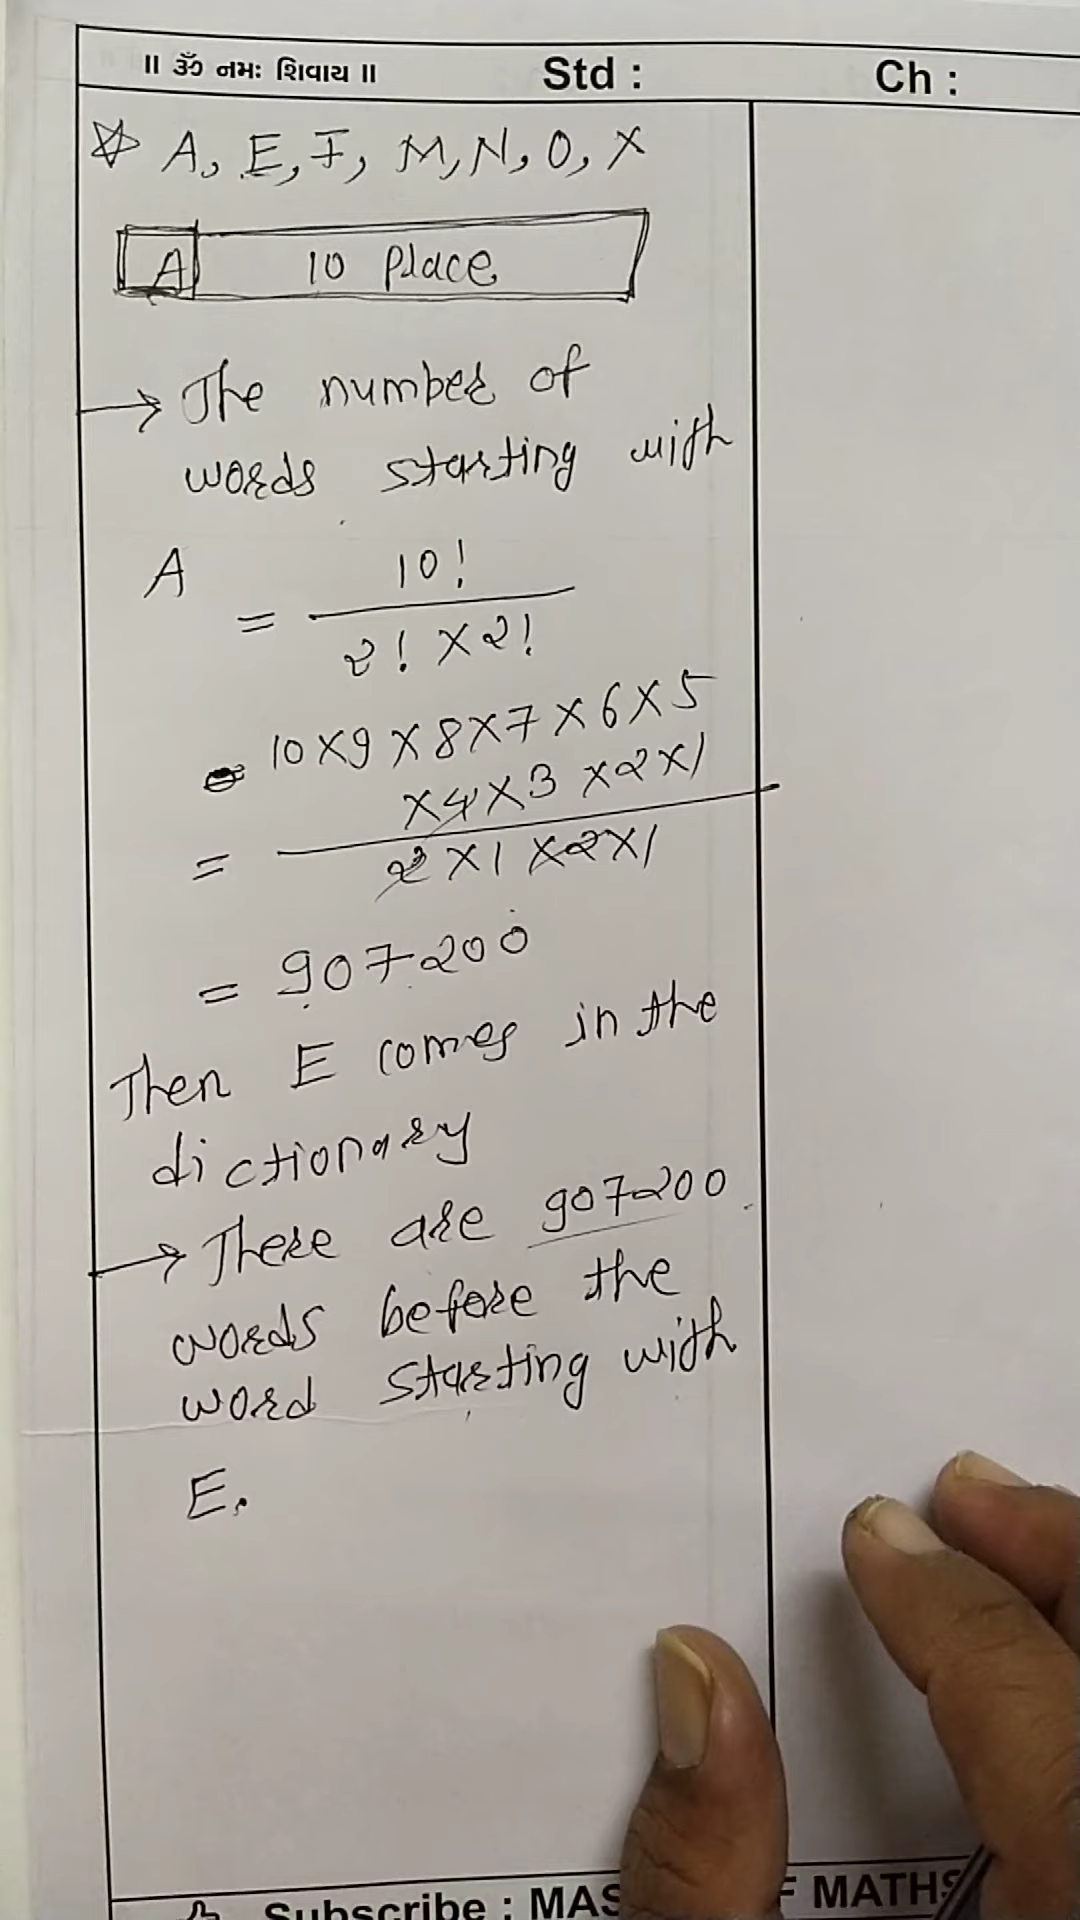 ॥ ૐ નમઃ શિવાય ॥ Std : Ch :
A, E, I, M, N, O, X
A 10 Place
→ The number of
words starting with
A
= 10! / 2! × 2!
10 × 9 × 8 × 7 × 6 × 5
× 4 × 3 × 2 × 1
= 2 × 1 × 2 × 1
= 907200
Then E comes in the
dictionary
→ There are 907200
words before the
word starting with
E.
Subscribe : MAS MATHS